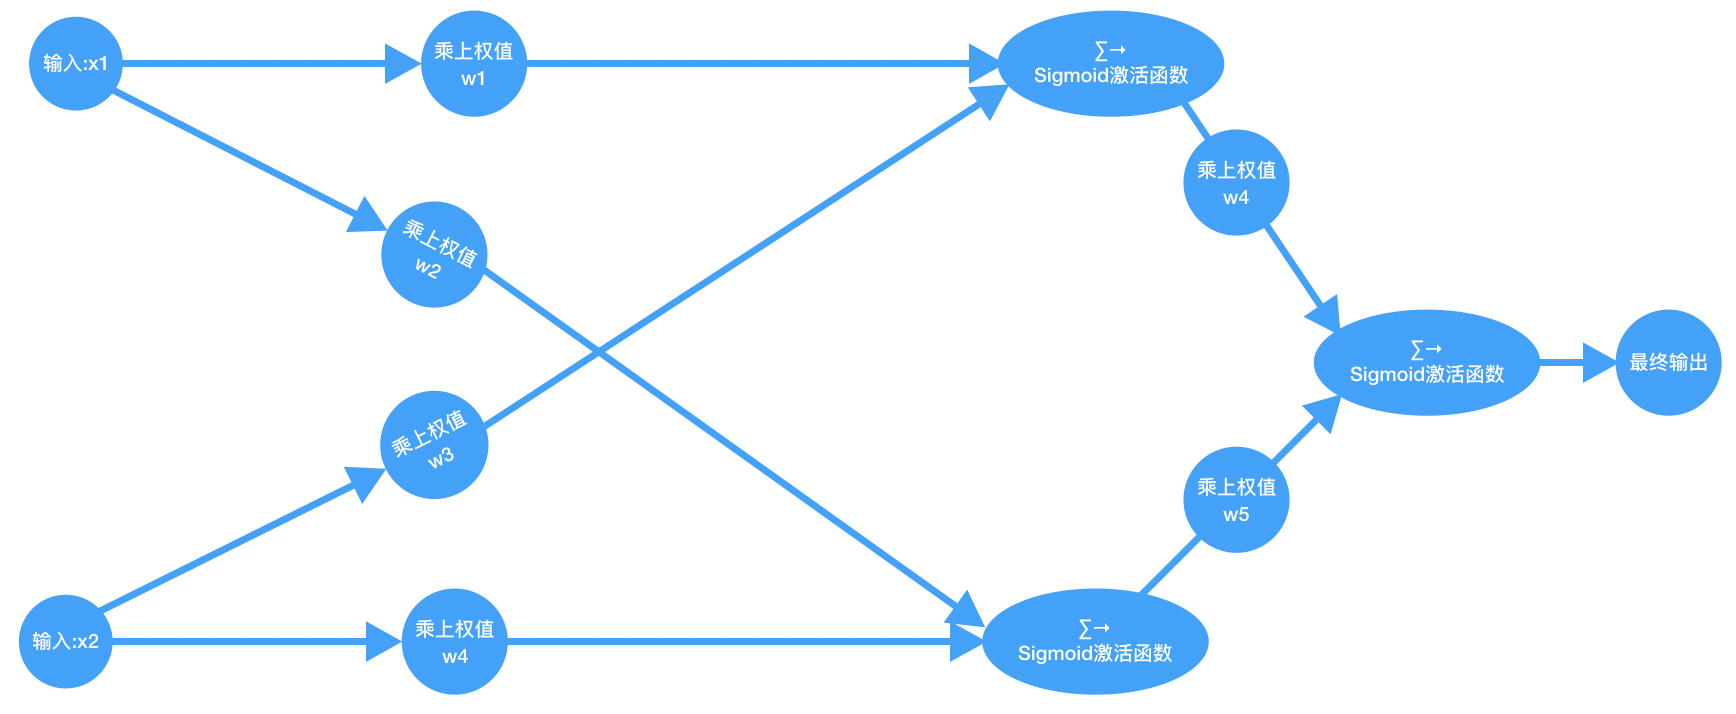 输入:x1
乘上权值
w1
∑→
Sigmoid激活函数
乘上权值
w4
乘上权值
w2
∑→
Sigmoid激活函数
最终输出
乘上权值
w3
乘上权值
w5
输入:x2
乘上权值
w4
∑→
Sigmoid激活函数